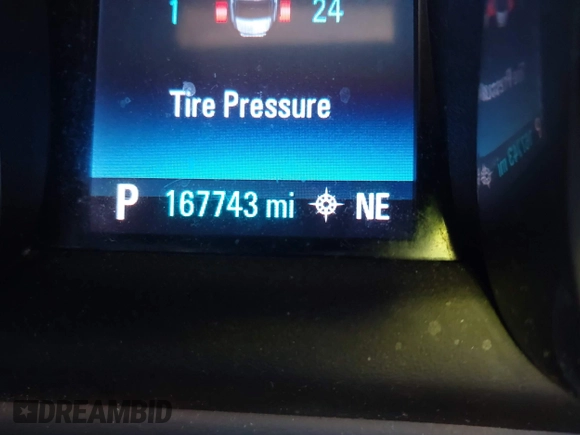 1 24
Tire Pressure
P 167743 mi NE
DREAMBID